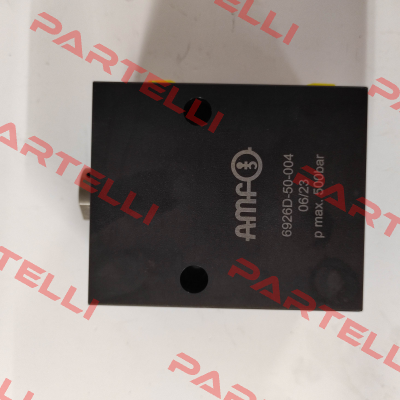 PARTELLI
AMF
6926D-50-004
06/23
p max. 500bar
PARTELLI
PARTELLI
PARTELLI
PARTELLI